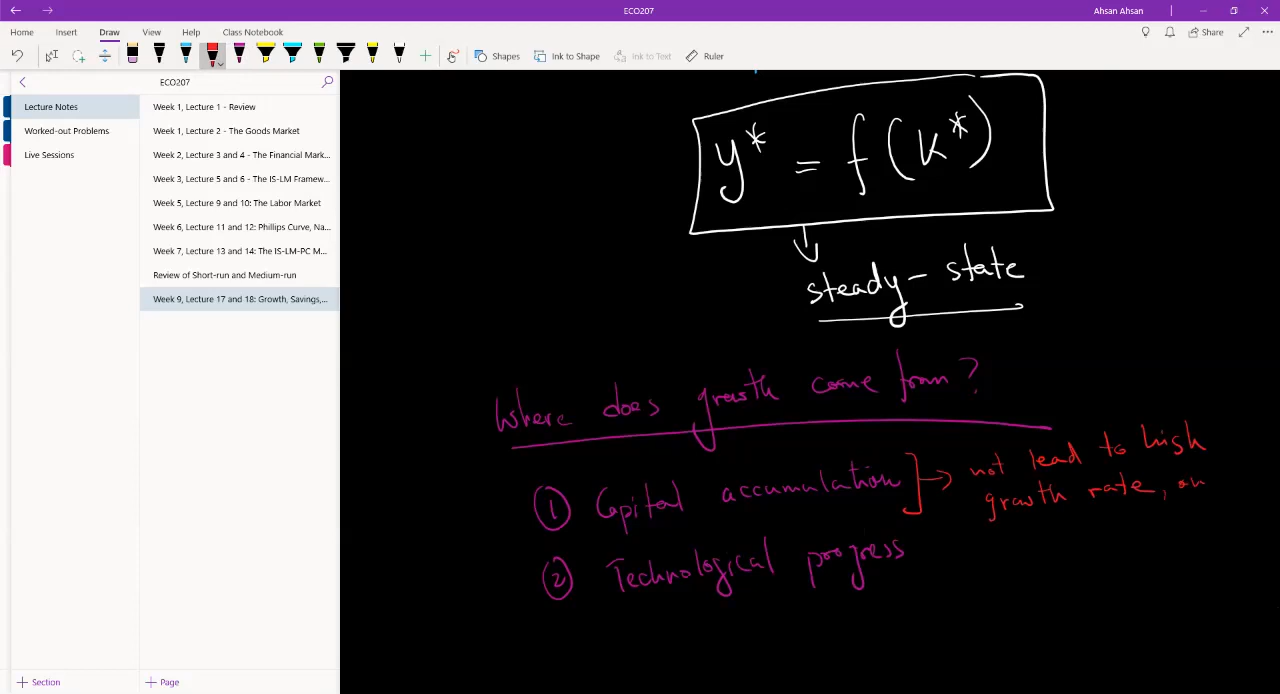 ECO207
Ahsan Ahsan
Home Insert Draw View Help Class Notebook
Share
Shapes Ink to Shape Ink to Text Ruler
ECO207
Lecture Notes
Worked-out Problems
Live Sessions
Week 1, Lecture 1 - Review
Week 1, Lecture 2 - The Goods Market
Week 2, Lecture 3 and 4 - The Financial Mark...
Week 3, Lecture 5 and 6 - The IS-LM Framew...
Week 5, Lecture 9 and 10: The Labor Market
Week 6, Lecture 11 and 12: Phillips Curve, Na...
Week 7, Lecture 13 and 14: The IS-LM-PC M...
Review of Short-run and Medium-run
Week 9, Lecture 17 and 18: Growth, Savings,...
+ Section
+ Page
y* = f(K*)
steady-state
Where does growth come from?
① Capital accumulation → not lead to high
growth rate, on
② Technological progress